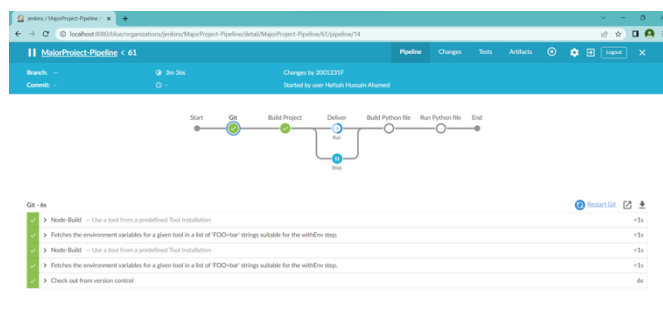 jenkins / MajorProject-Pipeline /
localhost:8080/blue/organizations/jenkins/MajorProject-Pipeline/detail/MajorProject-Pipeline/61/pipeline/14
MajorProject-Pipeline < 61
Pipeline Changes Tests Artifacts Logout
Branch: — 3m 36s Changes by 2001231F
Commit: — - Started by user Hafsah Hussain Ahamed
Start Git Build Project Deliver Build Python file Run Python file End
Run
Stop
Git - 6s Restart Git
Node-Build — Use a tool from a predefined Tool Installation <1s
Fetches the environment variables for a given tool in a list of 'FOO=bar' strings suitable for the withEnv step. <1s
Node-Build — Use a tool from a predefined Tool Installation <1s
Fetches the environment variables for a given tool in a list of 'FOO=bar' strings suitable for the withEnv step. <1s
Check out from version control 6s